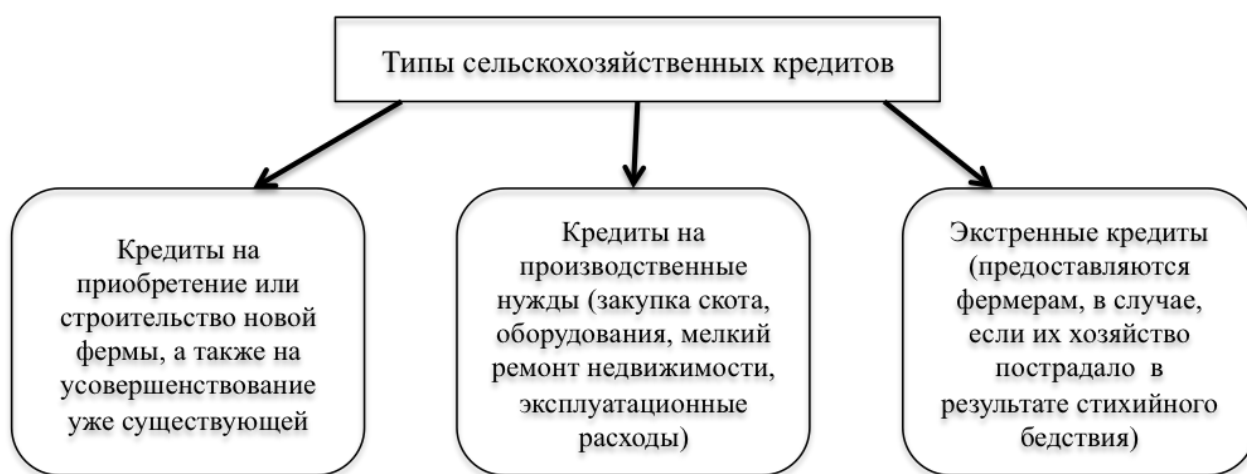 Типы сельскохозяйственных кредитов
Кредиты на
приобретение или
строительство новой
фермы, а также на
усовершенствование
уже существующей
Кредиты на
производственные
нужды (закупка скота,
оборудования, мелкий
ремонт недвижимости,
эксплуатационные
расходы)
Экстренные кредиты
(предоставляются
фермерам, в случае,
если их хозяйство
пострадало в
результате стихийного
бедствия)